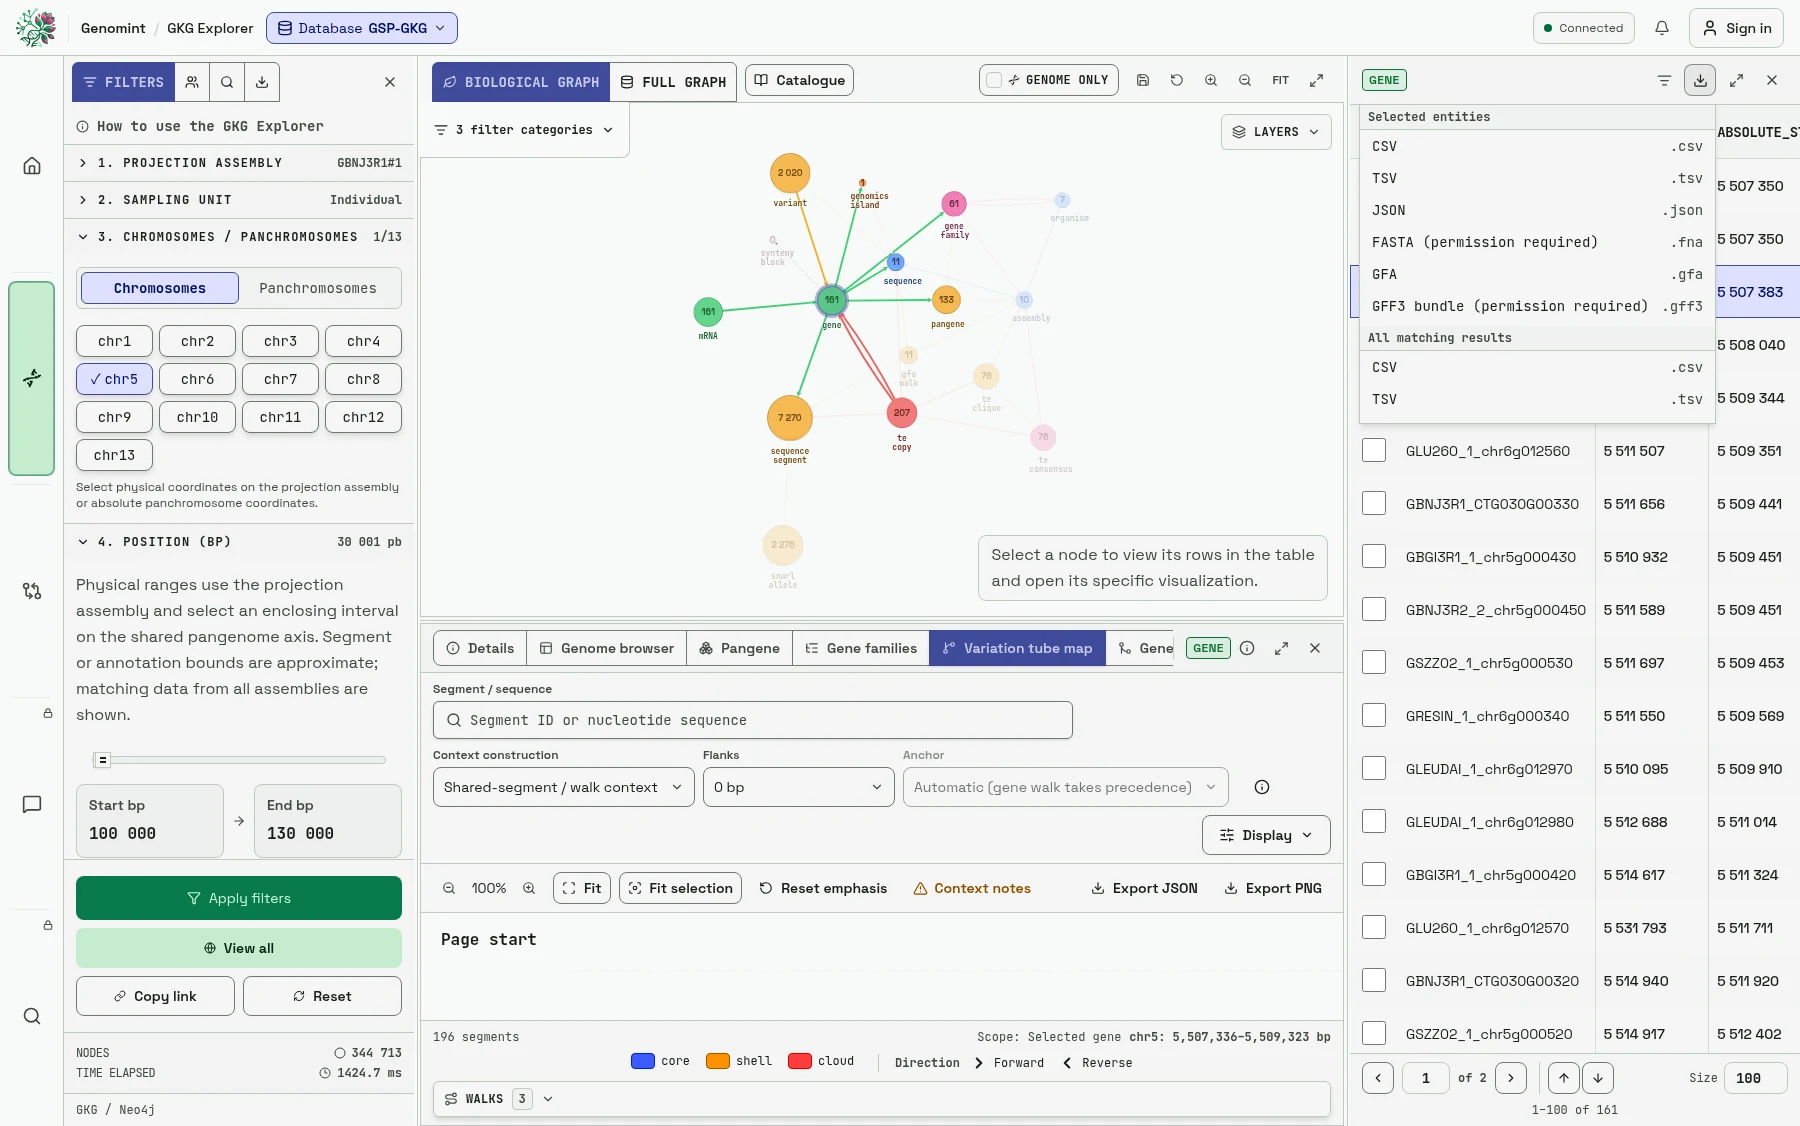 Genomint / GKG Explorer
Database GSP-GKG
Connected
Sign in
FILTERS
How to use the GKG Explorer
1. PROJECTION ASSEMBLY GBNJ3R1#1
2. SAMPLING UNIT Individual
3. CHROMOSOMES / PANCHROMOSOMES 1/13
Chromosomes Panchromosomes
chr1 chr2 chr3 chr4
✓ chr5 chr6 chr7 chr8
chr9 chr10 chr11 chr12
chr13
Select physical coordinates on the projection assembly
or absolute panchromosome coordinates.
4. POSITION (BP) 30 001 pb
Physical ranges use the projection
assembly and select an enclosing interval
on the shared pangenome axis. Segment
or annotation bounds are approximate;
matching data from all assemblies are
shown.
Start bp
100 000
→
End bp
130 000
Apply filters
View all
Copy link
Reset
NODES 344 713
TIME ELAPSED 1424.7 ms
GKG / Neo4j
BIOLOGICAL GRAPH
FULL GRAPH
Catalogue
GENOME ONLY
FIT
3 filter categories
LAYERS
2 020
variant
1
genomics
island
61
gene
family
7
organism
0
synteny
block
11
sequence
161
mRNA
161
gene
133
pangene
10
assembly
11
gfa
walk
76
te
clique
7 270
sequence
segment
207
te
copy
76
te
consensus
2 276
snarl
allele
Select a node to view its rows in the table
and open its specific visualization.
Details
Genome browser
Pangene
Gene families
Variation tube map
Gene
GENE
Segment / sequence
Segment ID or nucleotide sequence
Context construction
Shared-segment / walk context
Flanks
0 bp
Anchor
Automatic (gene walk takes precedence)
Display
100%
Fit
Fit selection
Reset emphasis
Context notes
Export JSON
Export PNG
Page start
196 segments
Scope: Selected gene chr5: 5,507,336–5,509,323 bp
core
shell
cloud
Direction
Forward
Reverse
WALKS 3
GENE
Selected entities
CSV .csv
TSV .tsv
JSON .json
FASTA (permission required) .fna
GFA .gfa
GFF3 bundle (permission required) .gff3
All matching results
CSV .csv
TSV .tsv
ABSOLUTE_S
5 507 350
5 507 350
5 507 383
5 508 040
5 509 344
GLU260_1_chr6g012560 5 511 507 5 509 351
GBNJ3R1_CTG030G00330 5 511 656 5 509 441
GBGI3R1_1_chr5g000430 5 510 932 5 509 451
GBNJ3R2_2_chr5g000450 5 511 589 5 509 451
GSZZ02_1_chr5g000530 5 511 697 5 509 453
GRESIN_1_chr6g000340 5 511 550 5 509 569
GLEUDAI_1_chr6g012970 5 510 095 5 509 910
GLEUDAI_1_chr6g012980 5 512 688 5 511 014
GBGI3R1_1_chr5g000420 5 514 617 5 511 324
GLU260_1_chr6g012570 5 531 793 5 511 711
GBNJ3R1_CTG030G00320 5 514 940 5 511 920
GSZZ02_1_chr5g000520 5 514 917 5 512 402
1 of 2
Size 100
1–100 of 161